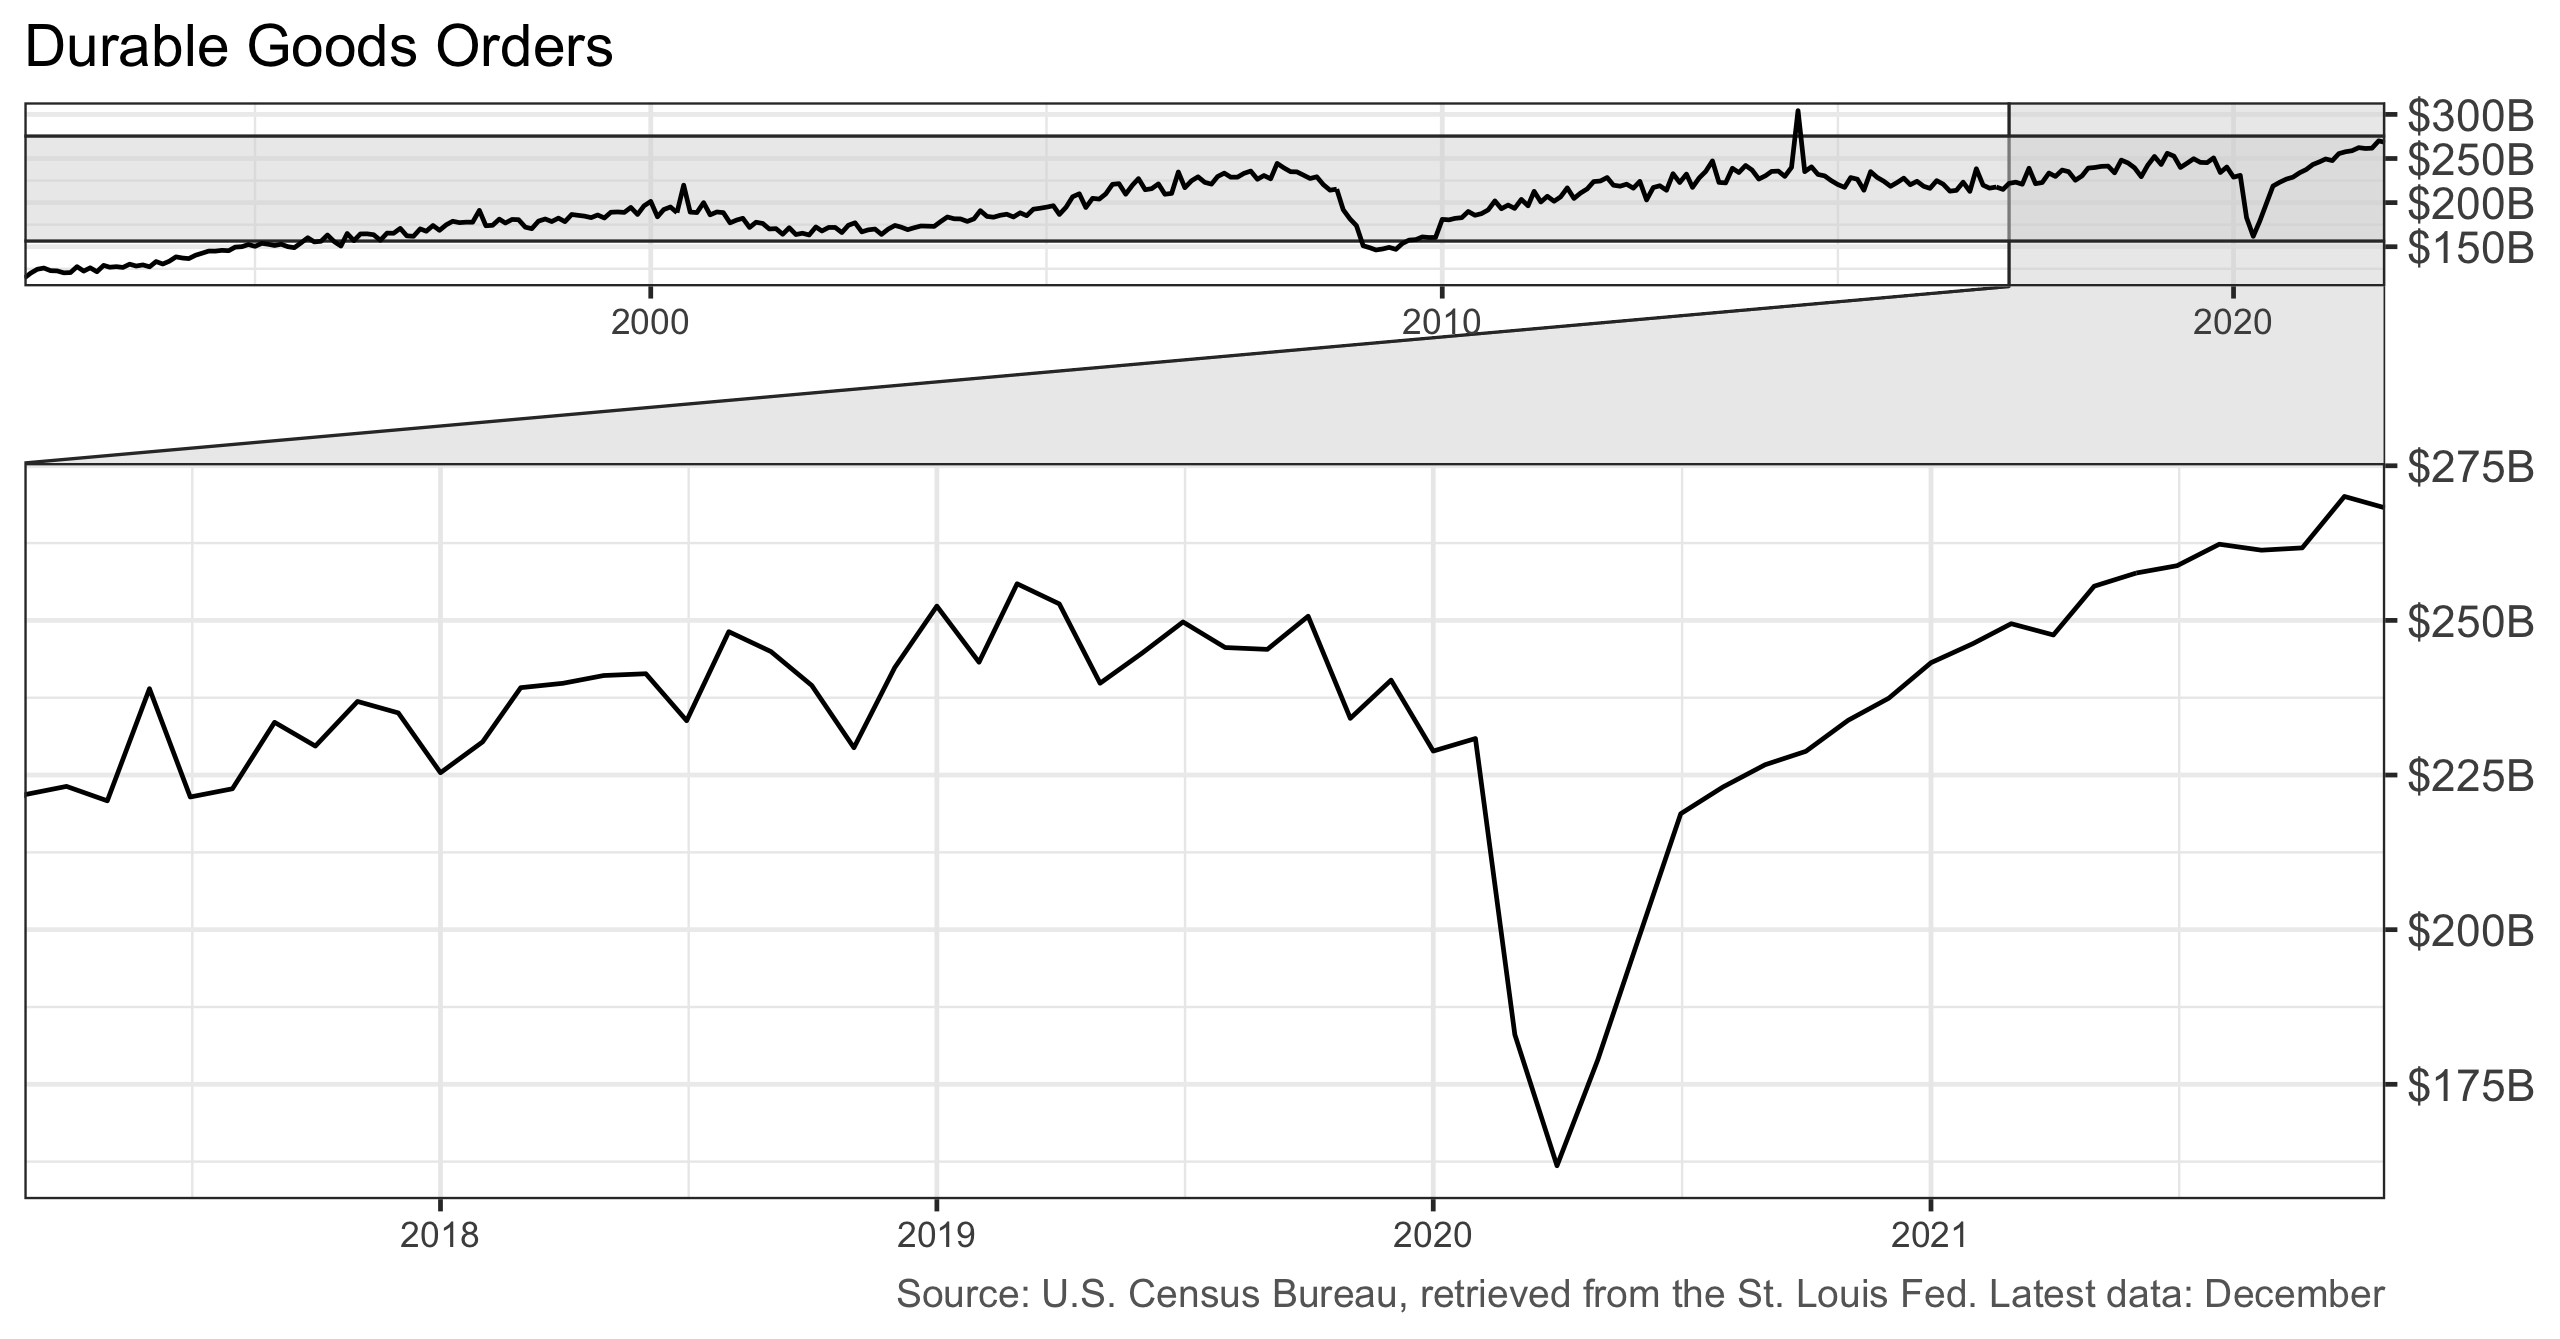 Durable Goods Orders
$300B
$250B
$200B
$150B
2000 2010 2020
$275B
$250B
$225B
$200B
$175B
2018 2019 2020 2021
Source: U.S. Census Bureau, retrieved from the St. Louis Fed. Latest data: December